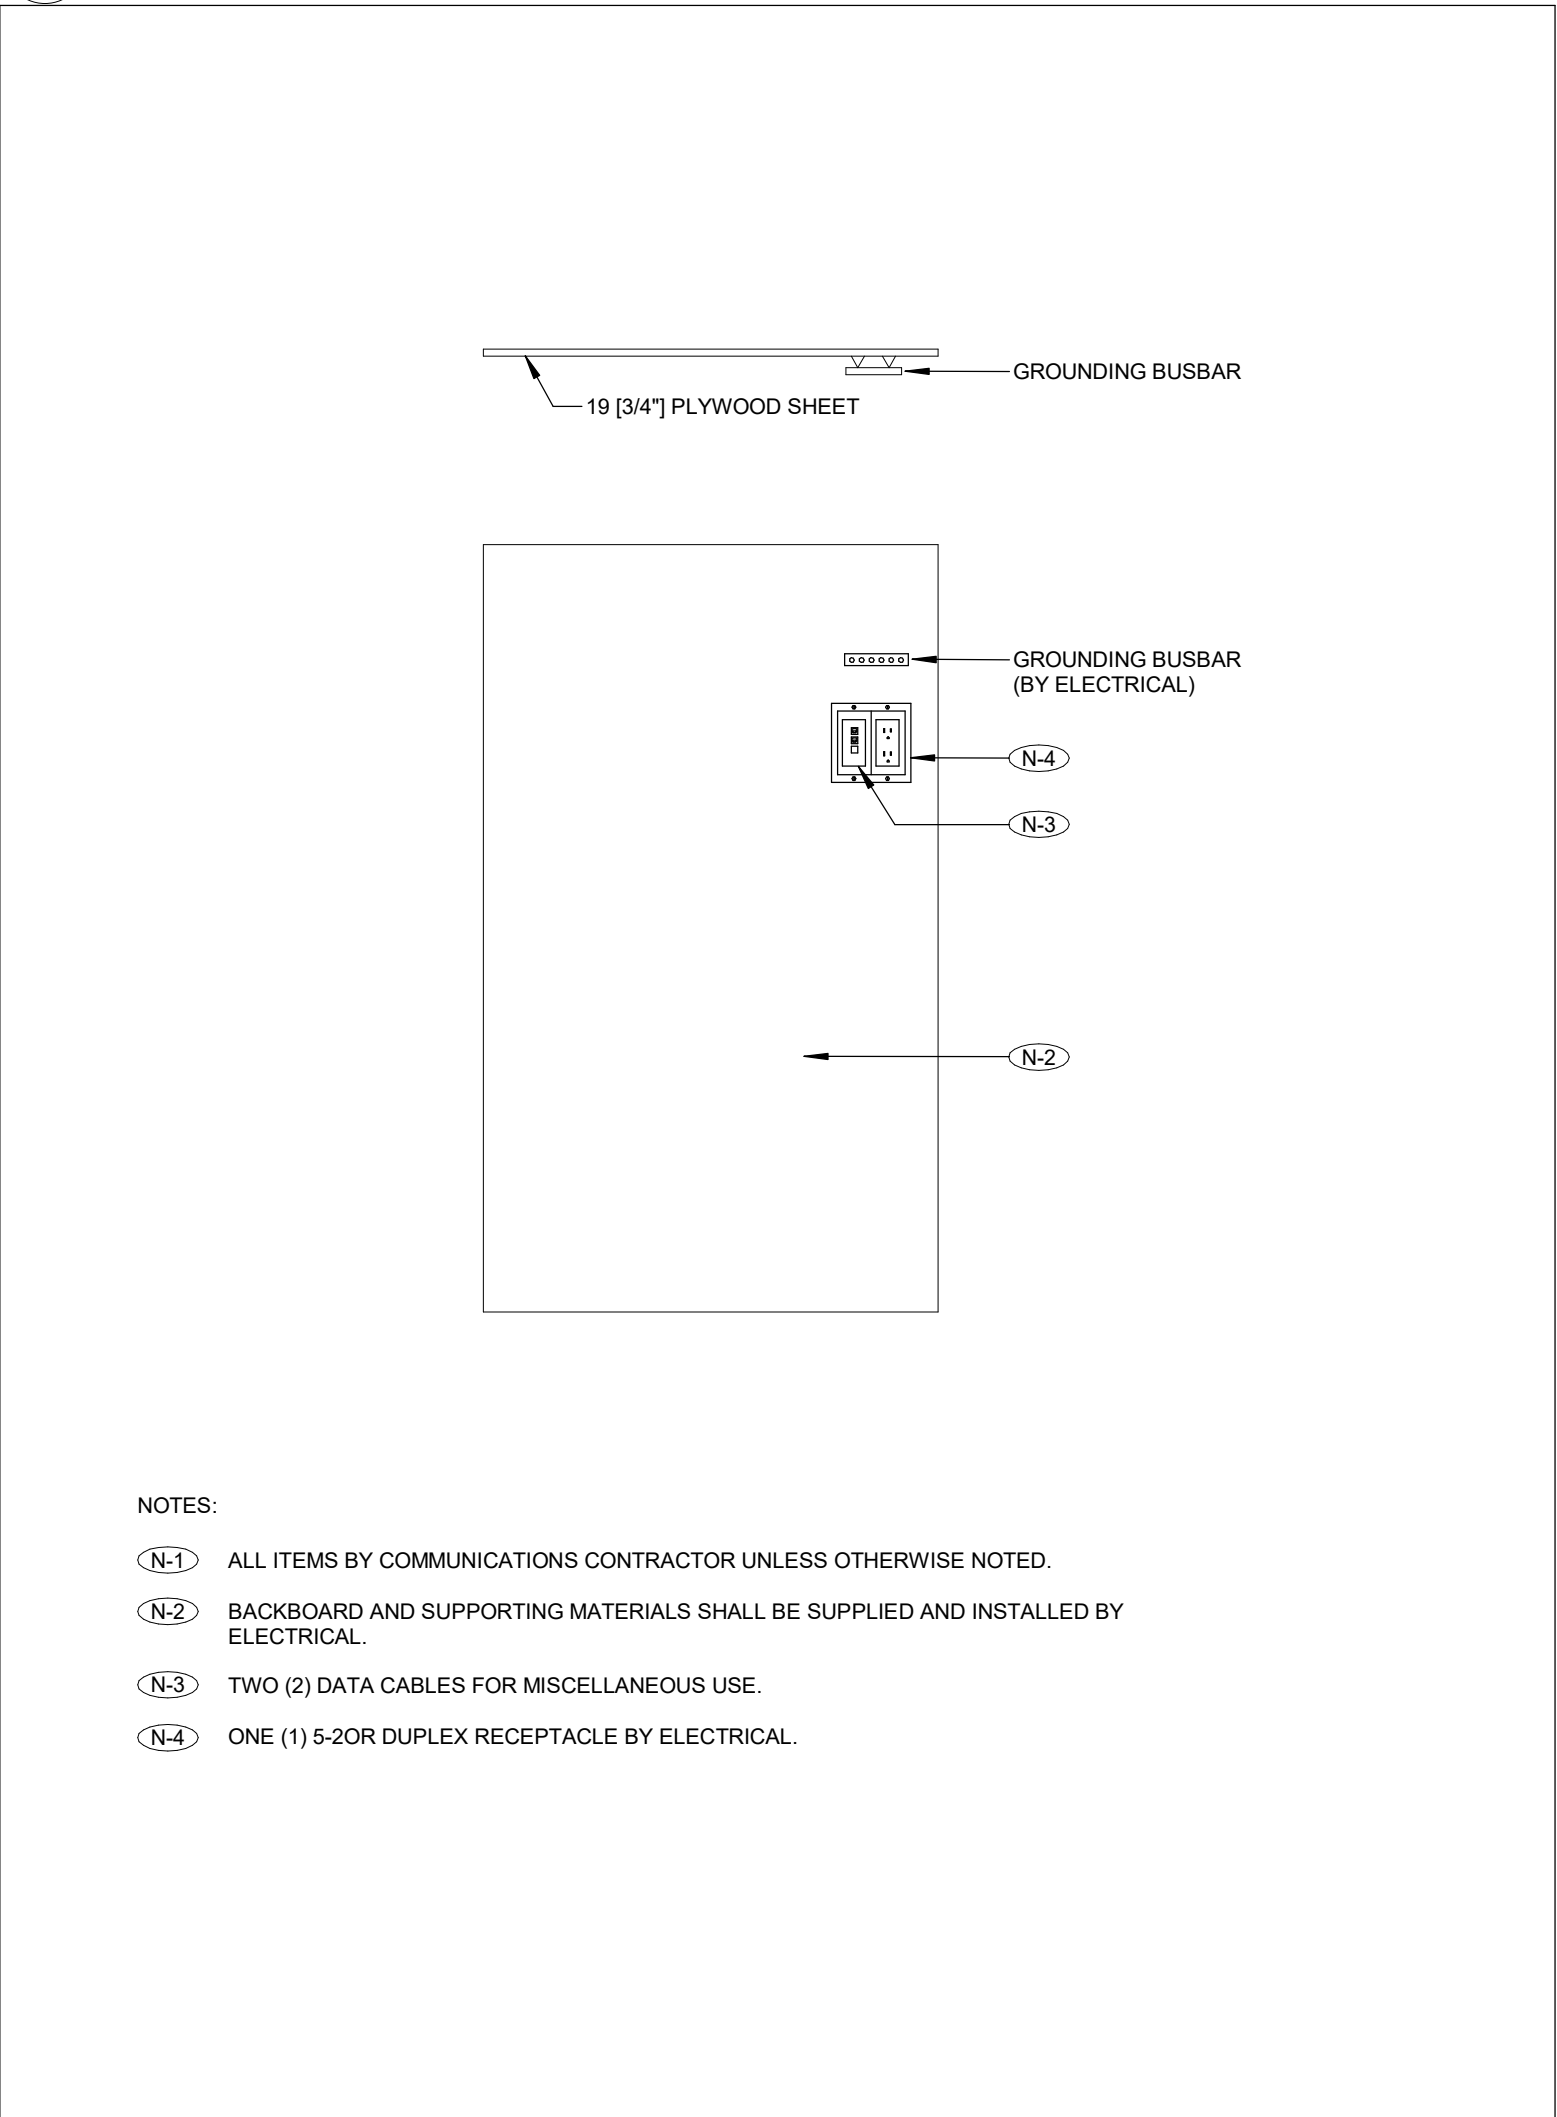 GROUNDING BUSBAR
19 [3/4"] PLYWOOD SHEET
GROUNDING BUSBAR
(BY ELECTRICAL)
N-4
N-3
N-2
NOTES:
N-1 ALL ITEMS BY COMMUNICATIONS CONTRACTOR UNLESS OTHERWISE NOTED.
N-2 BACKBOARD AND SUPPORTING MATERIALS SHALL BE SUPPLIED AND INSTALLED BY
ELECTRICAL.
N-3 TWO (2) DATA CABLES FOR MISCELLANEOUS USE.
N-4 ONE (1) 5-2OR DUPLEX RECEPTACLE BY ELECTRICAL.